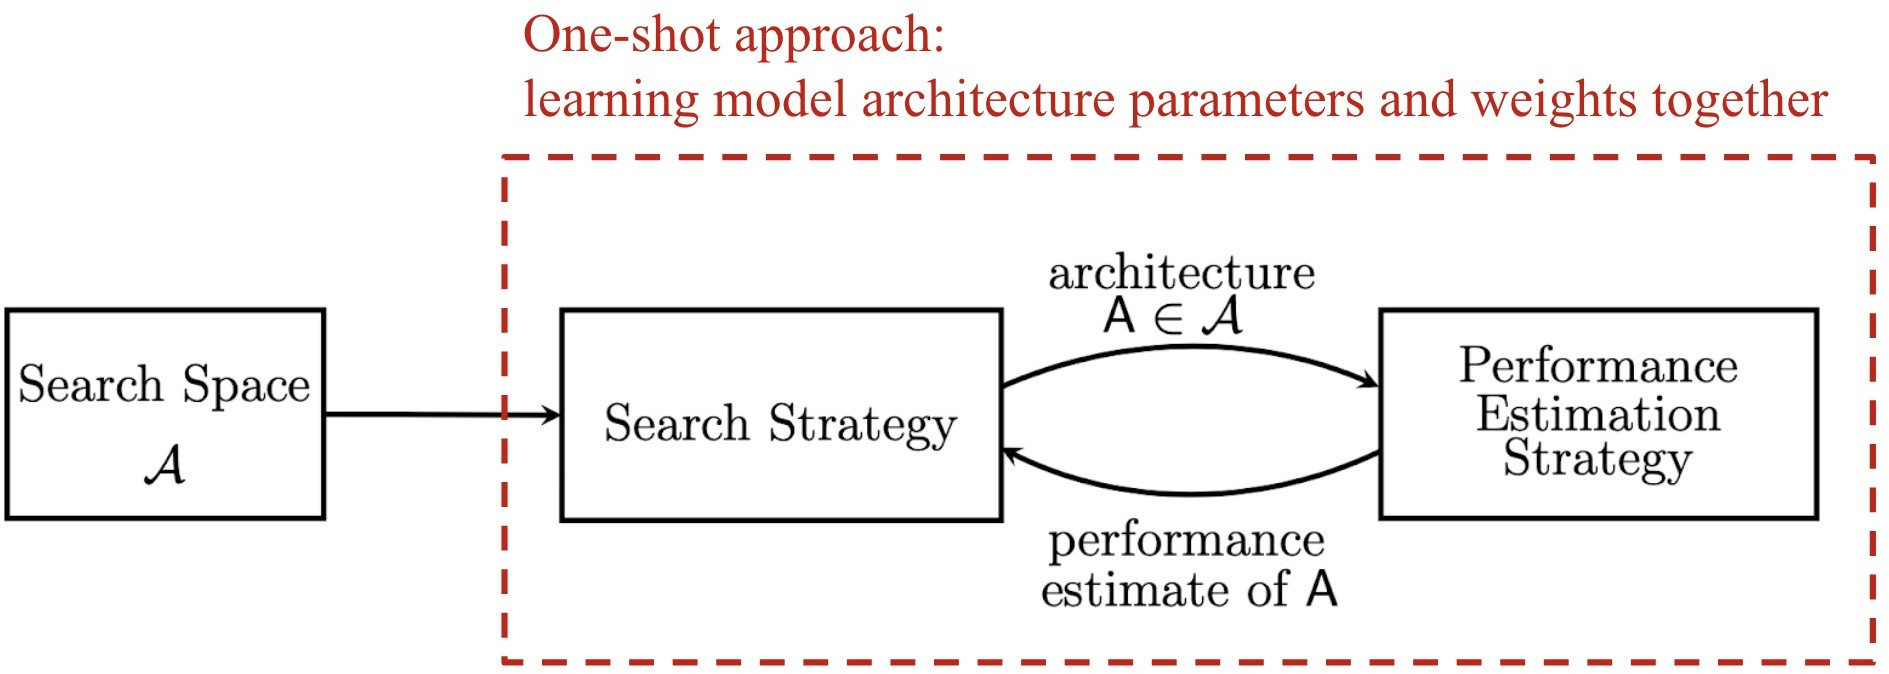 One-shot approach:
learning model architecture parameters and weights together
Search Space
𝒜
Search Strategy
architecture
A ∈ 𝒜
performance
estimate of A
Performance
Estimation
Strategy